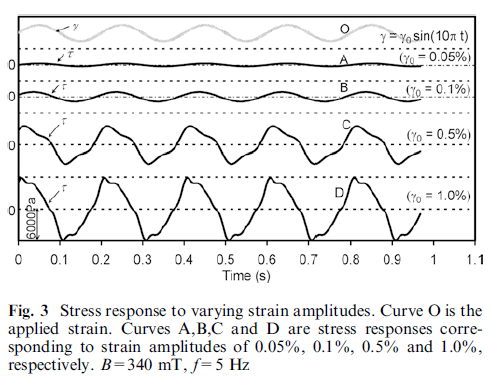 γ
O
γ = γ₀ sin(10π t)
τ
A
(γ₀ = 0.05%)
0
τ
B
(γ₀ = 0.1%)
0
τ
C
(γ₀ = 0.5%)
0
τ
D
(γ₀ = 1.0%)
0
6000Pa
0 0.1 0.2 0.3 0.4 0.5 0.6 0.7 0.8 0.9 1 1.1
Time (s)
Fig. 3 Stress response to varying strain amplitudes. Curve O is the
applied strain. Curves A,B,C and D are stress responses corre-
sponding to strain amplitudes of 0.05%, 0.1%, 0.5% and 1.0%,
respectively. B=340 mT, f=5 Hz